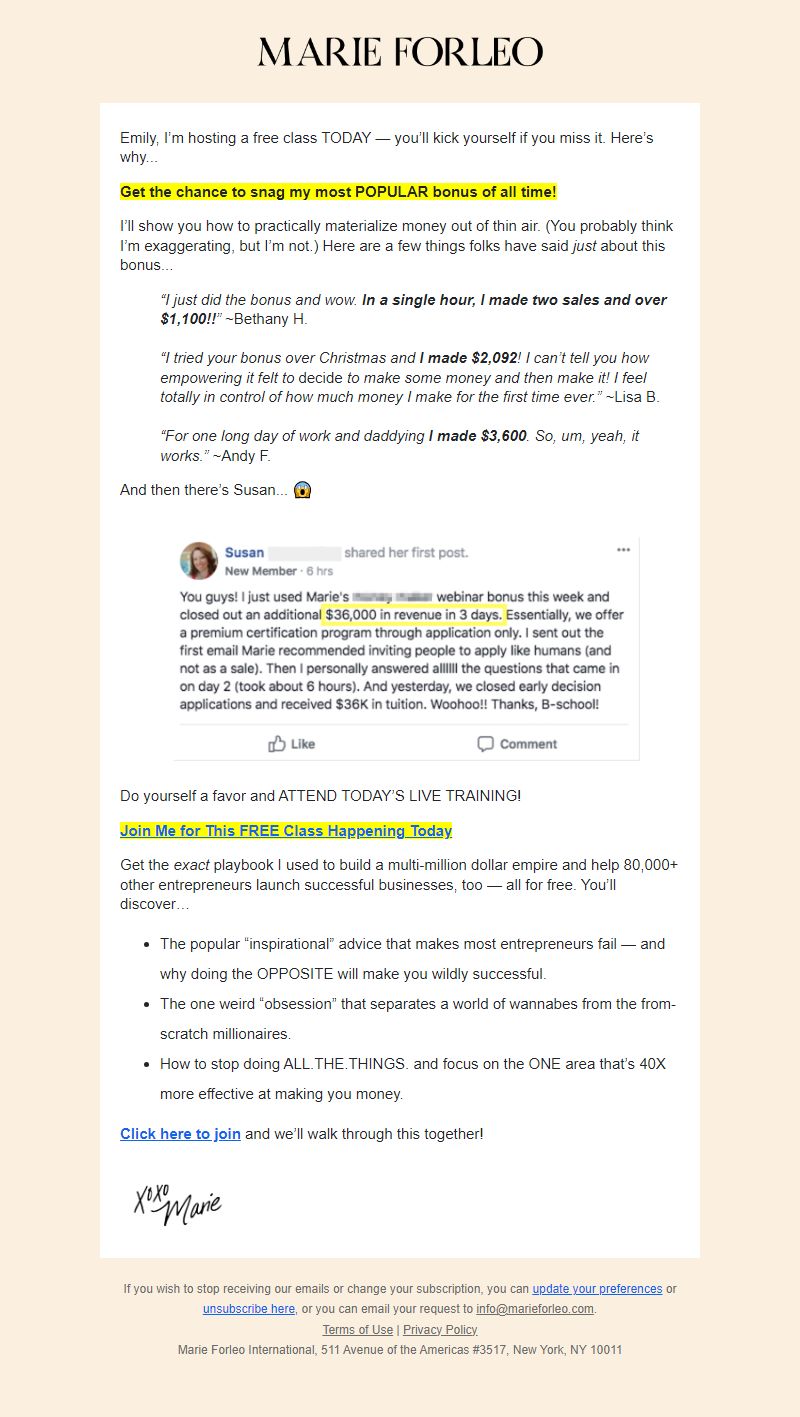 MARIE FORLEO
Emily, I’m hosting a free class TODAY — you’ll kick yourself if you miss it. Here’s
why...
Get the chance to snag my most POPULAR bonus of all time!
I’ll show you how to practically materialize money out of thin air. (You probably think
I’m exaggerating, but I’m not.) Here are a few things folks have said just about this
bonus...
“I just did the bonus and wow. In a single hour, I made two sales and over
$1,100!!” ~Bethany H.
“I tried your bonus over Christmas and I made $2,092! I can’t tell you how
empowering it felt to decide to make some money and then make it! I feel
totally in control of how much money I make for the first time ever.” ~Lisa B.
“For one long day of work and daddying I made $3,600. So, um, yeah, it
works.” ~Andy F.
And then there’s Susan... 😱
Susan shared her first post.
New Member · 6 hrs
You guys! I just used Marie's webinar bonus this week and
closed out an additional $36,000 in revenue in 3 days. Essentially, we offer
a premium certification program through application only. I sent out the
first email Marie recommended inviting people to apply like humans (and
not as a sale). Then I personally answered allllll the questions that came in
on day 2 (took about 6 hours). And yesterday, we closed early decision
applications and received $36K in tuition. Woohoo!! Thanks, B-school!
Like Comment
Do yourself a favor and ATTEND TODAY’S LIVE TRAINING!
Join Me for This FREE Class Happening Today
Get the exact playbook I used to build a multi-million dollar empire and help 80,000+
other entrepreneurs launch successful businesses, too — all for free. You’ll
discover…
• The popular “inspirational” advice that makes most entrepreneurs fail — and
why doing the OPPOSITE will make you wildly successful.
• The one weird “obsession” that separates a world of wannabes from the from-
scratch millionaires.
• How to stop doing ALL.THE.THINGS. and focus on the ONE area that’s 40X
more effective at making you money.
Click here to join and we’ll walk through this together!
XOXO
Marie
If you wish to stop receiving our emails or change your subscription, you can update your preferences or
unsubscribe here, or you can email your request to info@marieforleo.com.
Terms of Use | Privacy Policy
Marie Forleo International, 511 Avenue of the Americas #3517, New York, NY 10011